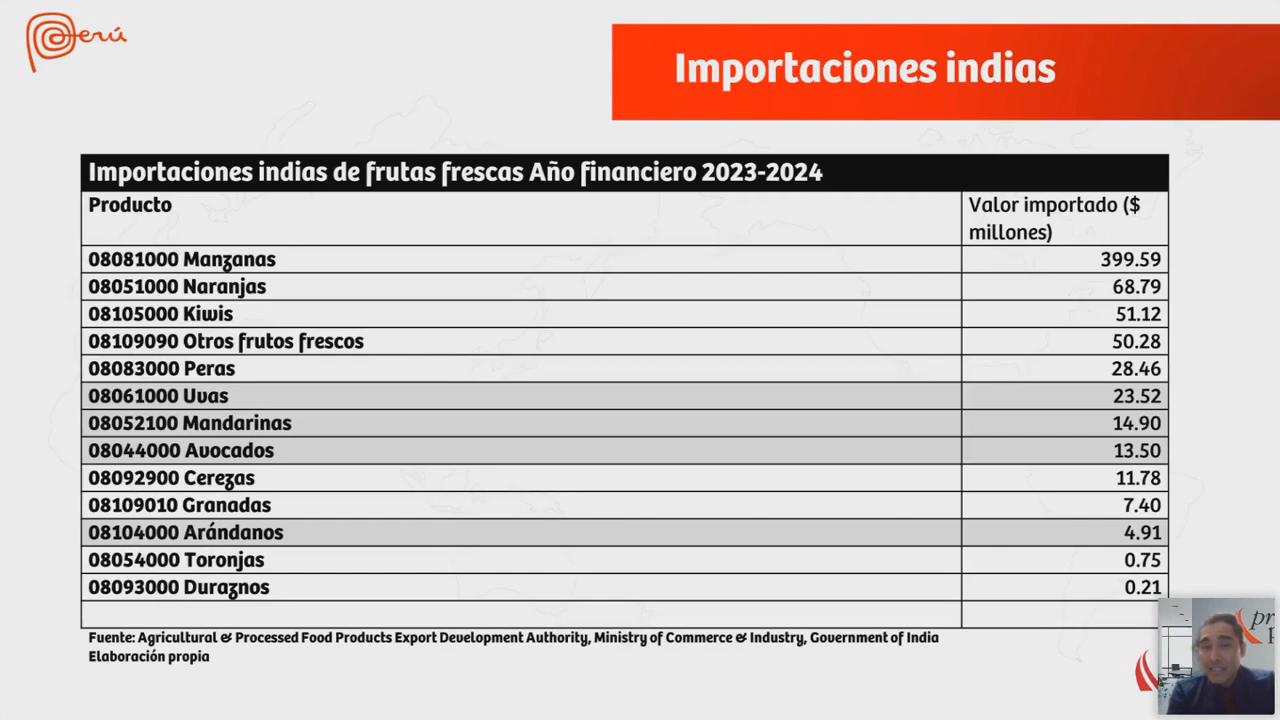 Perú
Importaciones indias
Importaciones indias de frutas frescas Año financiero 2023-2024
Producto
Valor importado ($
millones)
08081000 Manzanas 399.59
08051000 Naranjas 68.79
08105000 Kiwis 51.12
08109090 Otros frutos frescos 50.28
08083000 Peras 28.46
08061000 Uvas 23.52
08052100 Mandarinas 14.90
08044000 Avocados 13.50
08092900 Cerezas 11.78
08109010 Granadas 7.40
08104000 Arándanos 4.91
08054000 Toronjas 0.75
08093000 Duraznos 0.21
Fuente: Agricultural & Processed Food Products Export Development Authority, Ministry of Commerce & Industry, Government of India
Elaboración propia